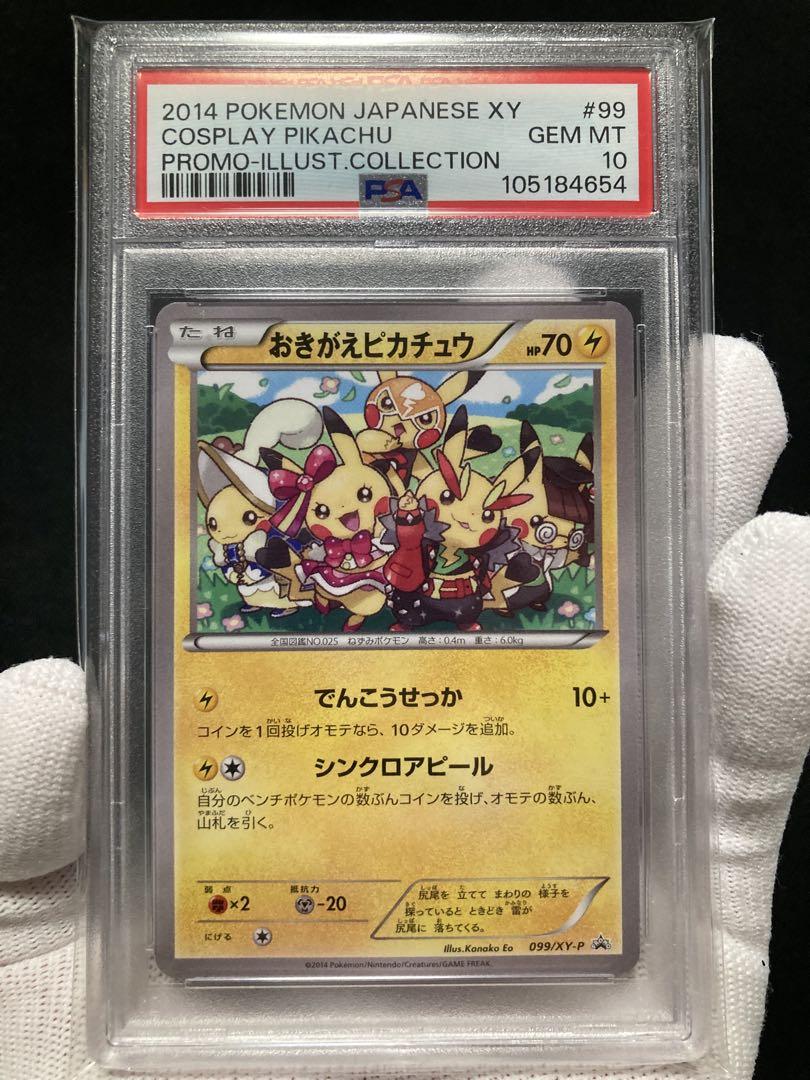 2014 POKEMON JAPANESE XY #99
COSPLAY PIKACHU GEM MT
PROMO-ILLUST.COLLECTION 10
PSA 105184654
たね おきがえピカチュウ HP70
全国図鑑NO.025 ねずみポケモン 高さ:0.4m 重さ:6.0kg
でんこうせっか 10+
コインを1回投げオモテなら、10ダメージを追加。
シンクロアピール
自分のベンチポケモンの数ぶんコインを投げ、オモテの数ぶん、
山札を引く。
弱点 抵抗力
×2 -20
にげる
尻尾を 立てて まわりの 様子を
探っていると ときどき 雷が
尻尾に 落ちてくる。
Illus.Kanako Eo 099/XY-P
©2014 Pokémon/Nintendo/Creatures/GAME FREAK.